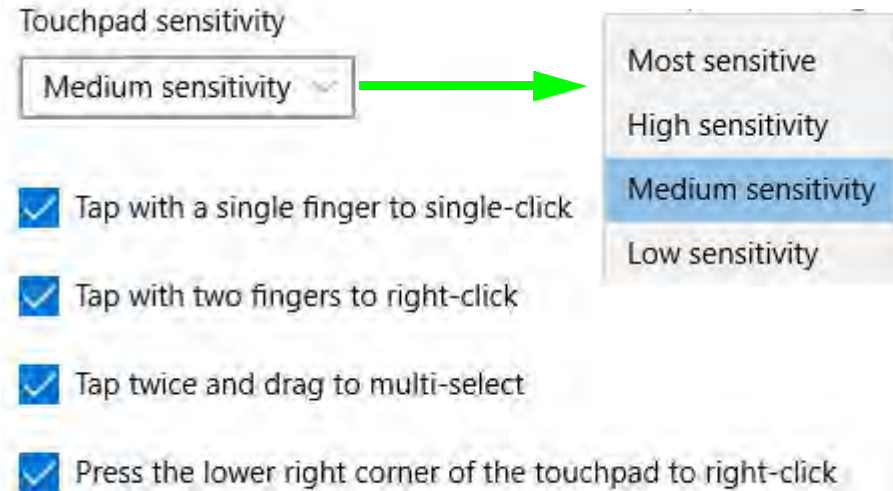 Touchpad sensitivity
Medium sensitivity
Most sensitive
High sensitivity
Medium sensitivity
Low sensitivity
Tap with a single finger to single-click
Tap with two fingers to right-click
Tap twice and drag to multi-select
Press the lower right corner of the touchpad to right-click